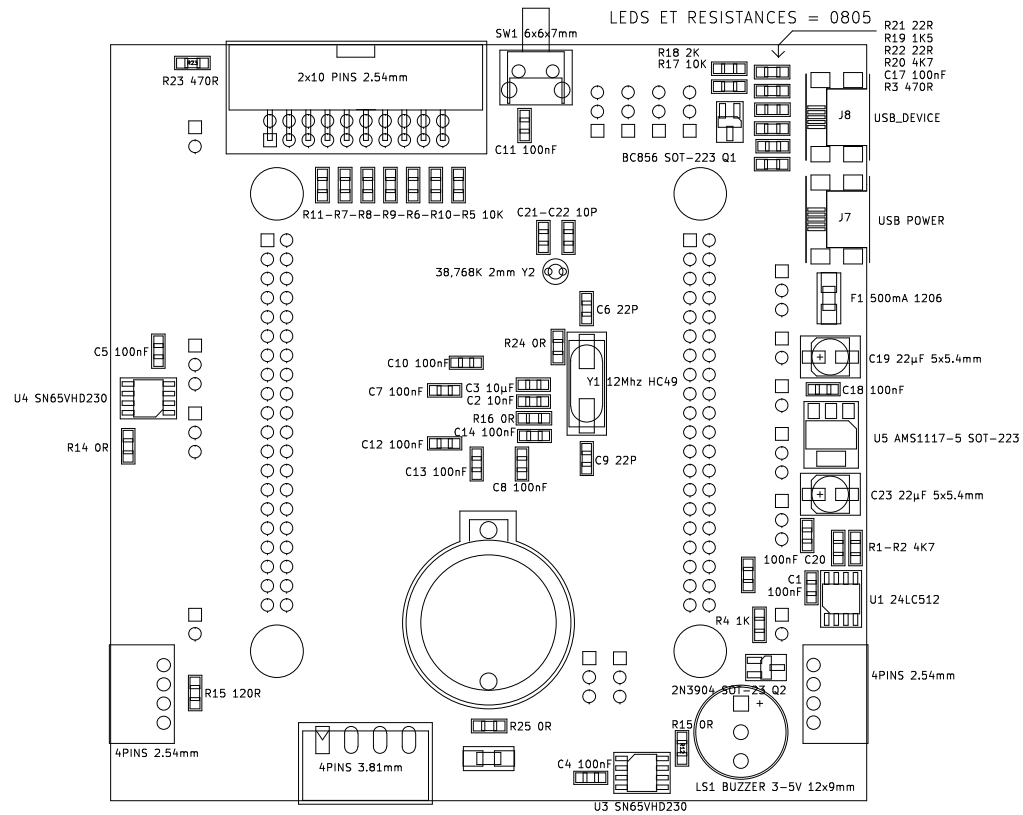 LEDS ET RESISTANCES = 0805
R21 22R
R19 1K5
R22 22R
R20 4K7
C17 100nF
R3 470R
SW1 6x6x7mm
R18 2K
R17 10K
R23 470R
2x10 PINS 2.54mm
J8
USB_DEVICE
C11 100nF
BC856 SOT-223 Q1
R11-R7-R8-R9-R6-R10-R5 10K
C21-C22 10P
J7
USB POWER
38,768K 2mm Y2
F1 500mA 1206
C6 22P
R24 0R
C5 100nF
C10 100nF
C19 22µF 5x5.4mm
Y1 12Mhz HC49
C3 10µF
C7 100nF
C18 100nF
U4 SN65VHD230
C2 10nF
R16 0R
C14 100nF
U5 AMS1117-5 SOT-223
R14 0R
C12 100nF
C9 22P
C13 100nF
C8 100nF
C23 22µF 5x5.4mm
R1-R2 4K7
100nF C20
C1
100nF
U1 24LC512
R4 1K
4PINS 2.54mm
R15 120R
2N3904 SOT-23 Q2
R25 0R
R15 0R
4PINS 2.54mm
4PINS 3.81mm
C4 100nF
LS1 BUZZER 3-5V 12x9mm
U3 SN65VHD230